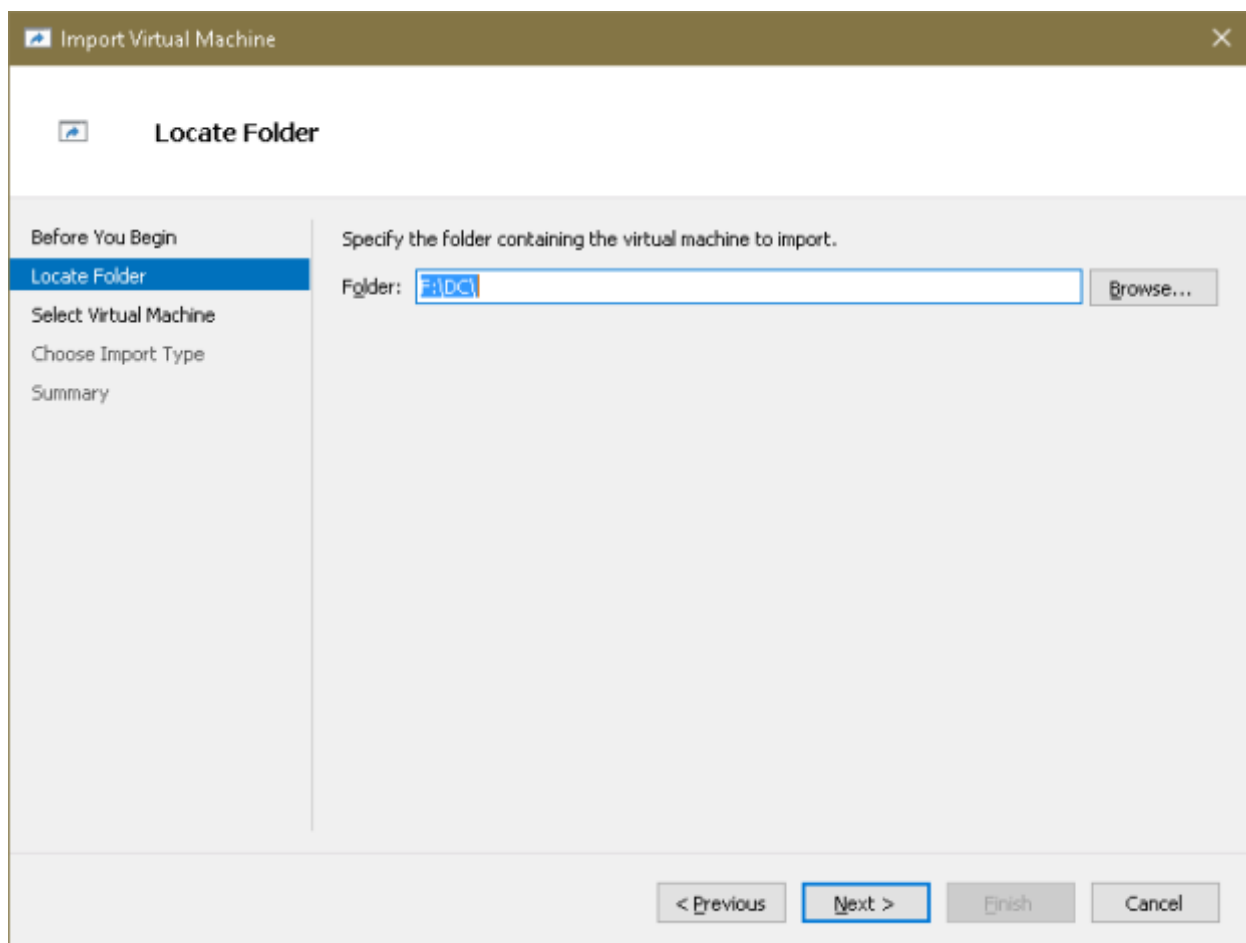 Import Virtual Machine
Locate Folder
Before You Begin
Locate Folder
Select Virtual Machine
Choose Import Type
Summary
Specify the folder containing the virtual machine to import.
Folder: F:\DC\ Browse...
< Previous Next > Finish Cancel